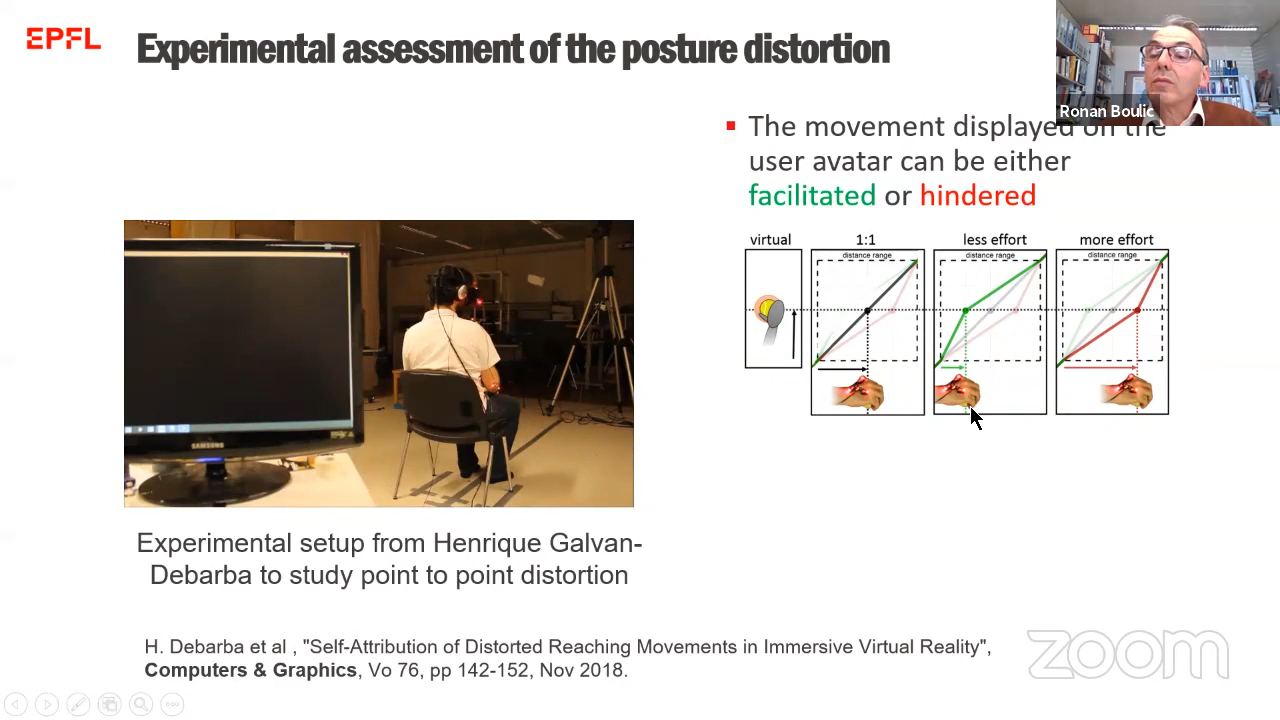 EPFL
Experimental assessment of the posture distortion
Ronan Boulic
The movement displayed on the
user avatar can be either
facilitated or hindered
virtual
1:1
less effort
more effort
distance range
distance range
distance range
SAMSUNG
Experimental setup from Henrique Galvan-
Debarba to study point to point distortion
H. Debarba et al , "Self-Attribution of Distorted Reaching Movements in Immersive Virtual Reality",
Computers & Graphics, Vo 76, pp 142-152, Nov 2018.
zoom